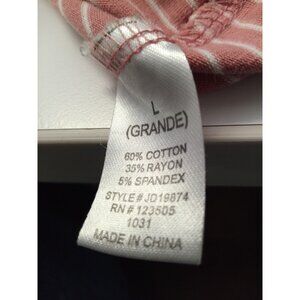 L
(GRANDE)
60% COTTON
35% RAYON
5% SPANDEX
STYLE # JD19874
RN # 123505
1031
MADE IN CHINA